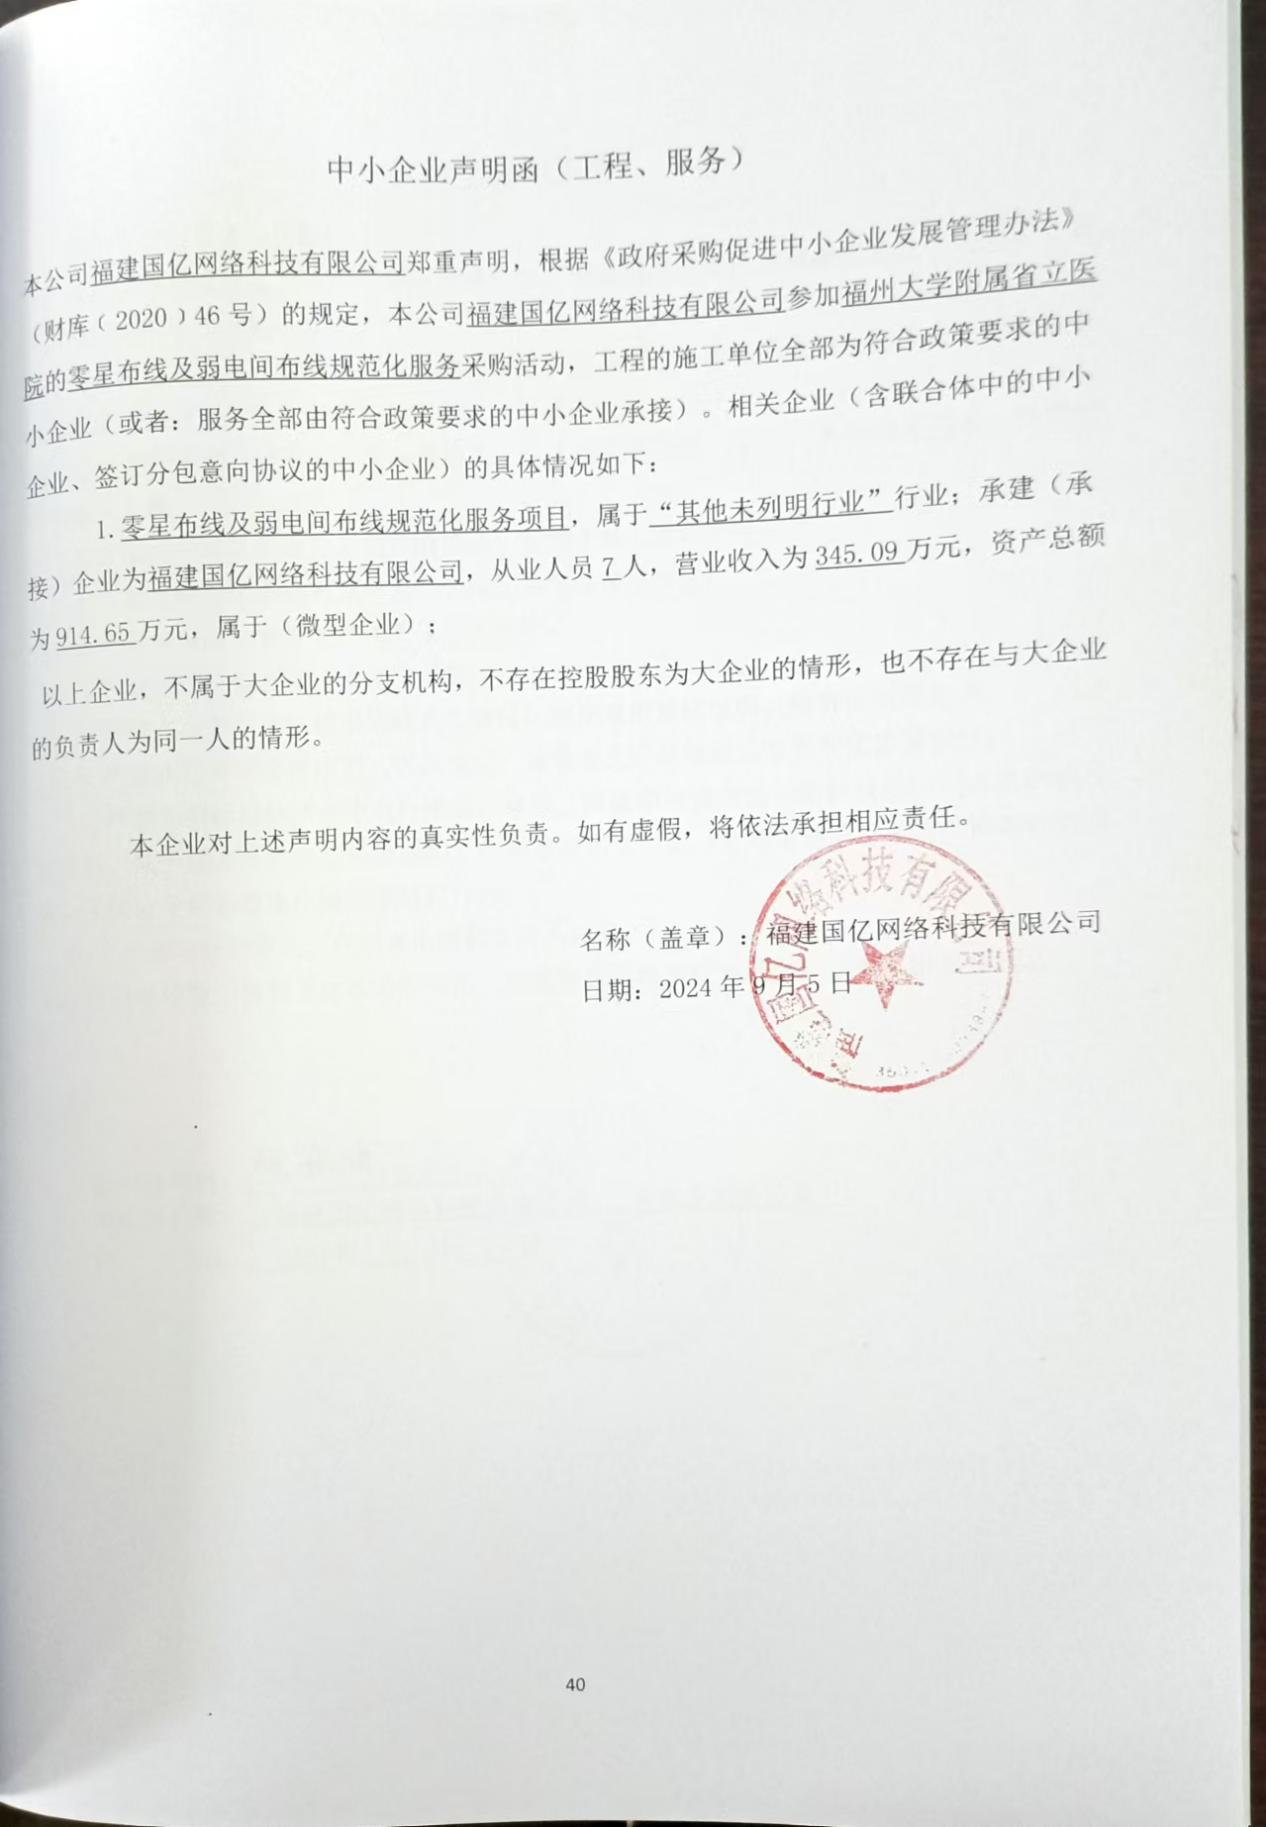 中小企业声明函（工程、服务）
本公司福建国亿网络科技有限公司郑重声明，根据《政府采购促进中小企业发展管理办法》
（财库﹝2020﹞46 号）的规定，本公司福建国亿网络科技有限公司参加福州大学附属省立医
院的零星布线及弱电间布线规范化服务采购活动，工程的施工单位全部为符合政策要求的中
小企业（或者：服务全部由符合政策要求的中小企业承接）。相关企业（含联合体中的中小
企业、签订分包意向协议的中小企业）的具体情况如下：
1.零星布线及弱电间布线规范化服务项目，属于“其他未列明行业”行业；承建（承
接）企业为福建国亿网络科技有限公司，从业人员 7 人，营业收入为 345.09 万元，资产总额
为 914.65 万元，属于（微型企业）；
以上企业，不属于大企业的分支机构，不存在控股股东为大企业的情形，也不存在与大企业
的负责人为同一人的情形。
本企业对上述声明内容的真实性负责。如有虚假，将依法承担相应责任。
名称（盖章）：福建国亿网络科技有限公司
日期：2024 年 9 月 5 日
国亿网络科技有限公司
40